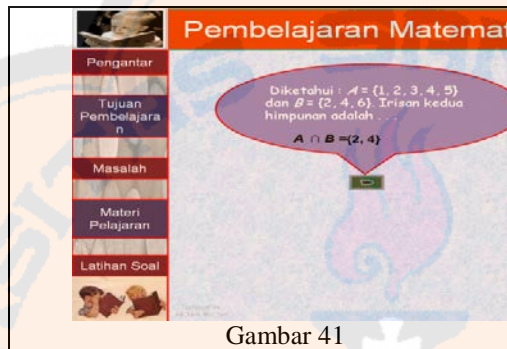 Pembelajaran Matemat
Pengantar
Tujuan
Pembelajara
n
Masalah
Materi
Pelajaran
Latihan Soal
Diketahui : A = {1, 2, 3, 4, 5}
dan B = {2, 4, 6}. Irisan kedua
himpunan adalah . . .
A ∩ B ={2, 4}
Gambar 41